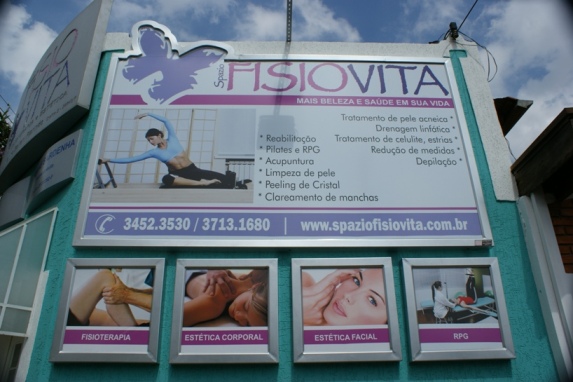 Spazio FISIOVITA
MAIS BELEZA E SAÚDE EM SUA VIDA
* Reabilitação
* Pilates e RPG
* Acupuntura
* Limpeza de pele
* Peeling de Cristal
* Clareamento de manchas
Tratamento de pele acneica *
Drenagem linfática *
Tratamento de celulite, estrias *
Redução de medidas *
Depilação *
3452.3530 / 3713.1680 | www.spaziofisiovita.com.br
FISIOTERAPIA
ESTÉTICA CORPORAL
ESTÉTICA FACIAL
RPG
VITA